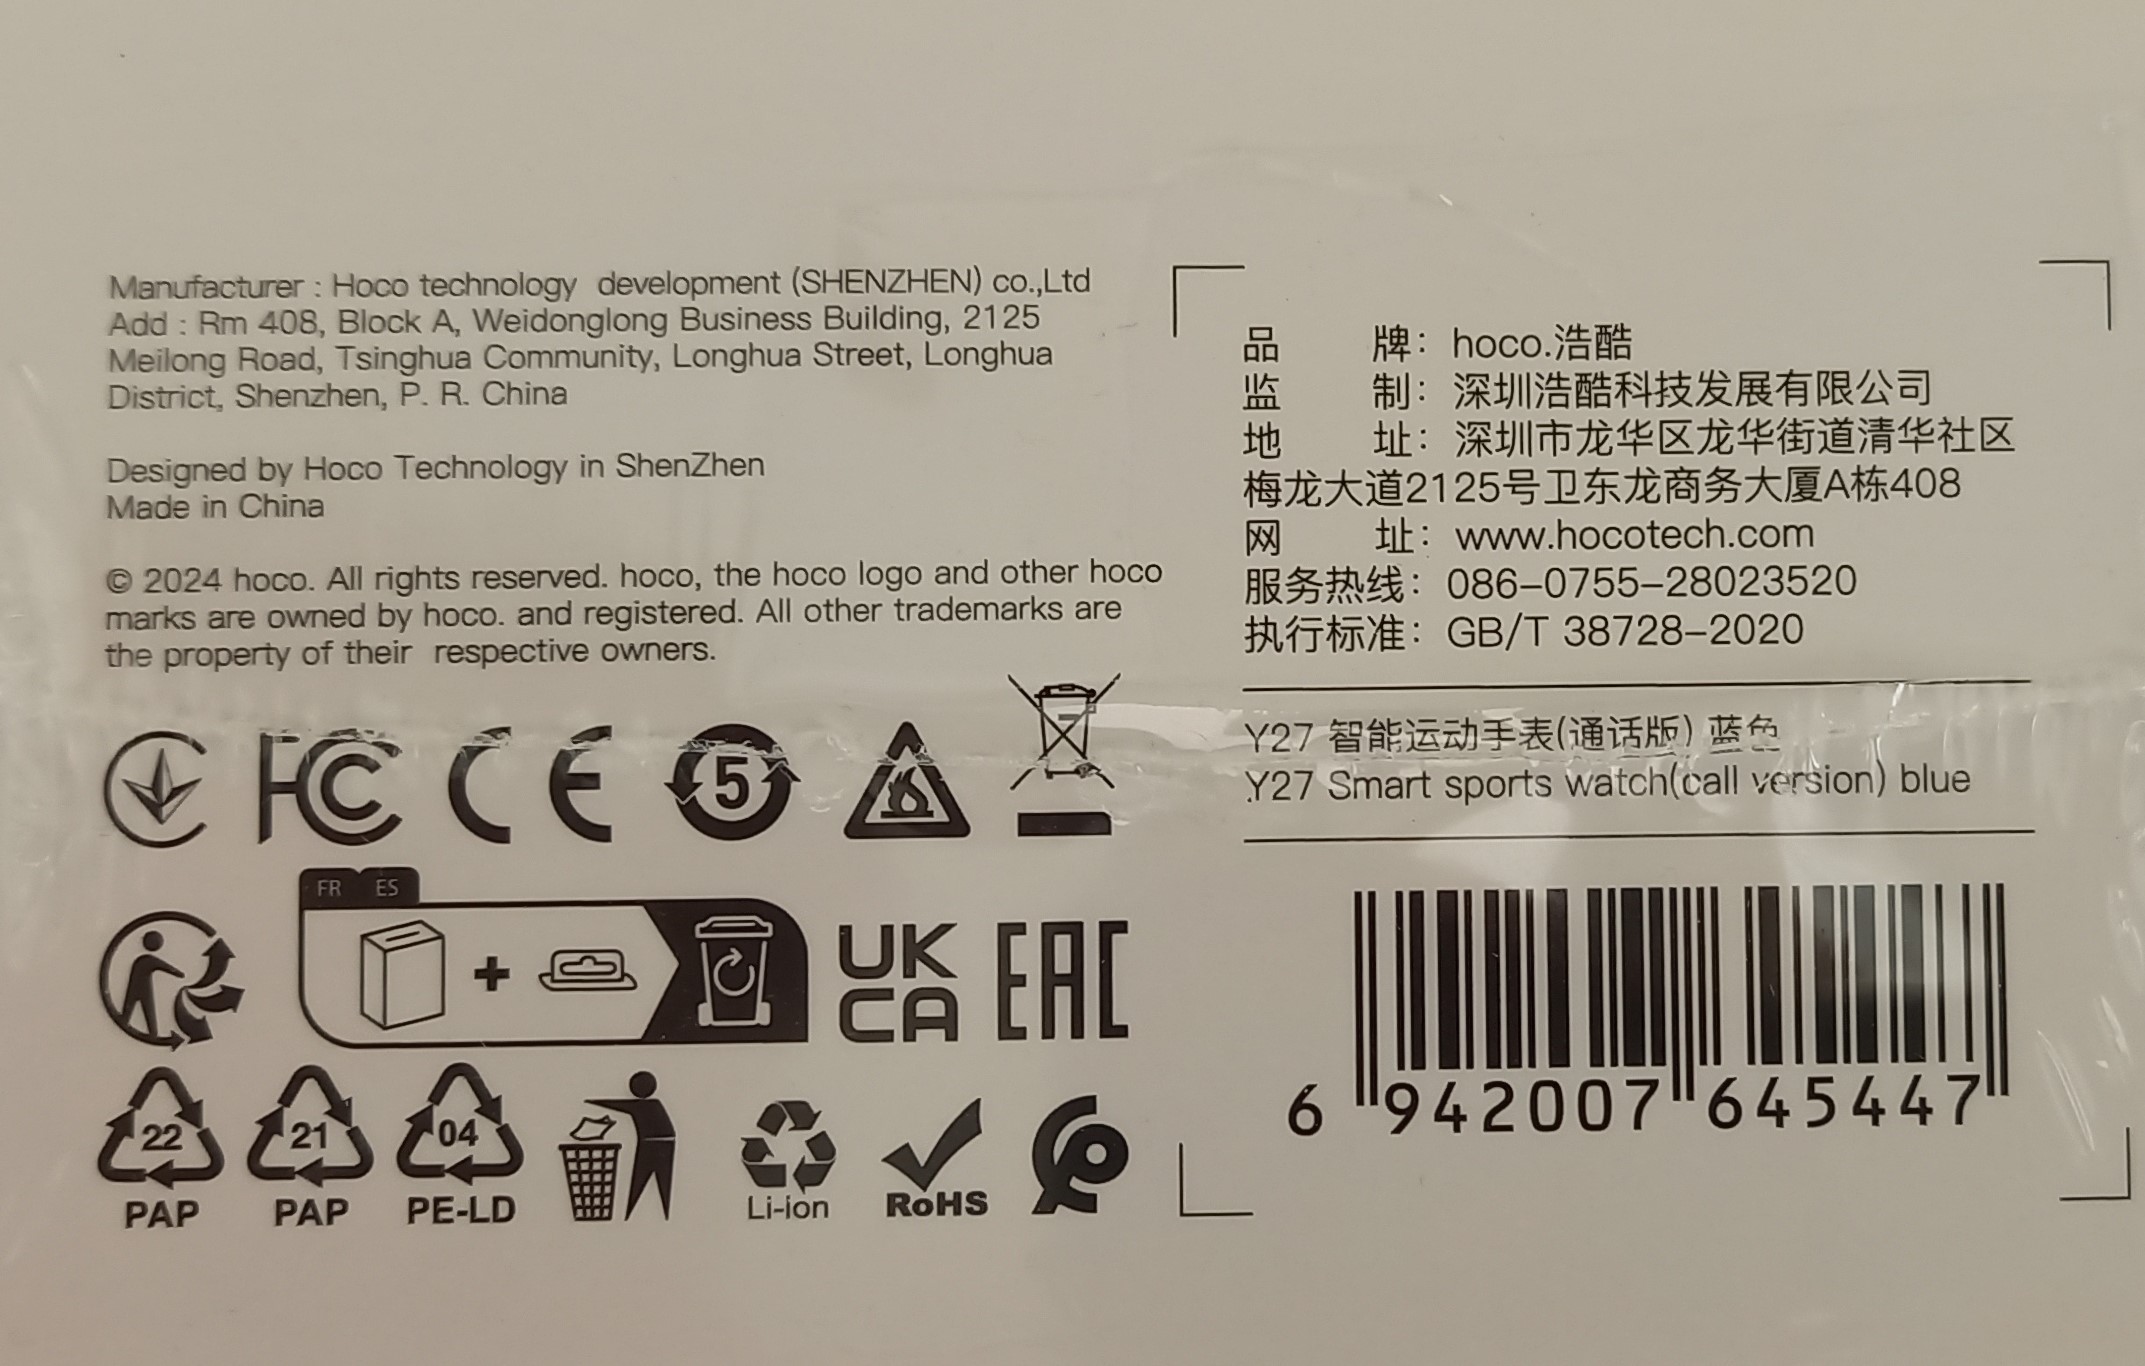 Manufacturer : Hoco technology development (SHENZHEN) co.,Ltd
Add : Rm 408, Block A, Weidonglong Business Building, 2125
Meilong Road, Tsinghua Community, Longhua Street, Longhua
District, Shenzhen, P. R. China
Designed by Hoco Technology in ShenZhen
Made in China
© 2024 hoco. All rights reserved. hoco, the hoco logo and other hoco
marks are owned by hoco. and registered. All other trademarks are
the property of their respective owners.
FC CE 5
FR ES
UK
CA
EAC
22 21 04
PAP PAP PE-LD Li-ion RoHS
品 牌：hoco.浩酷
监 制：深圳浩酷科技发展有限公司
地 址：深圳市龙华区龙华街道清华社区
梅龙大道2125号卫东龙商务大厦A栋408
网 址：www.hocotech.com
服务热线：086-0755-28023520
执行标准：GB/T 38728-2020
Y27 智能运动手表(通话版) 蓝色
Y27 Smart sports watch(call version) blue
6 942007 645447